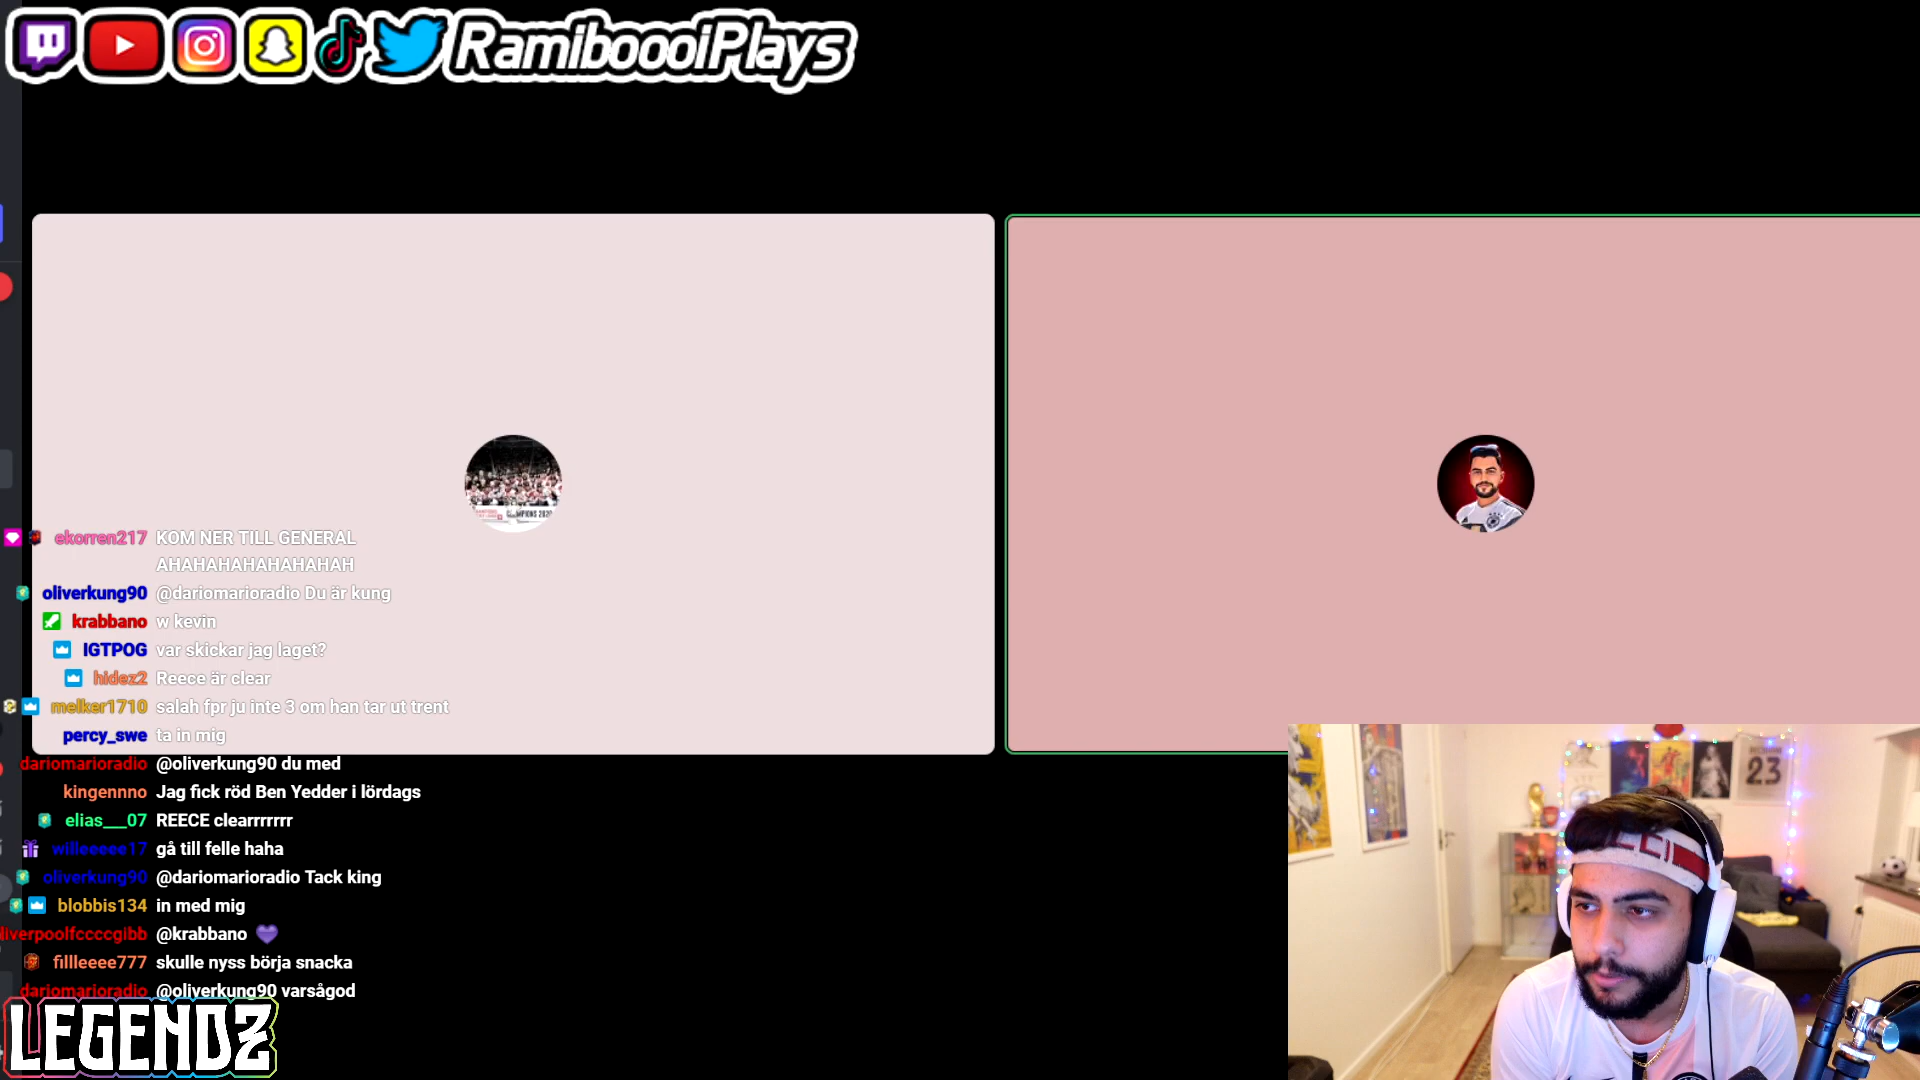 RamiboooiPlays
ekorren217 KOM NER TILL GENERAL
AHAHAHAHAHAHAHAH
oliverkung90 @dariomarioradio Du är kung
krabbano w kevin
IGTPOG var skickar jag laget?
hidez2 Reece är clear
melker1710 salah fpr ju inte 3 om han tar ut trent
percy_swe ta in mig
dariomarioradio @oliverkung90 du med
kingennno Jag fick röd Ben Yedder i lördags
elias___07 REECE clearrrrrrr
willeeeee17 gå till felle haha
oliverkung90 @dariomarioradio Tack king
blobbis134 in med mig
liverpoolfccccgibb @krabbano
fillleeee777 skulle nyss börja snacka
dariomarioradio @oliverkung90 varsågod
LEGENDZ
23